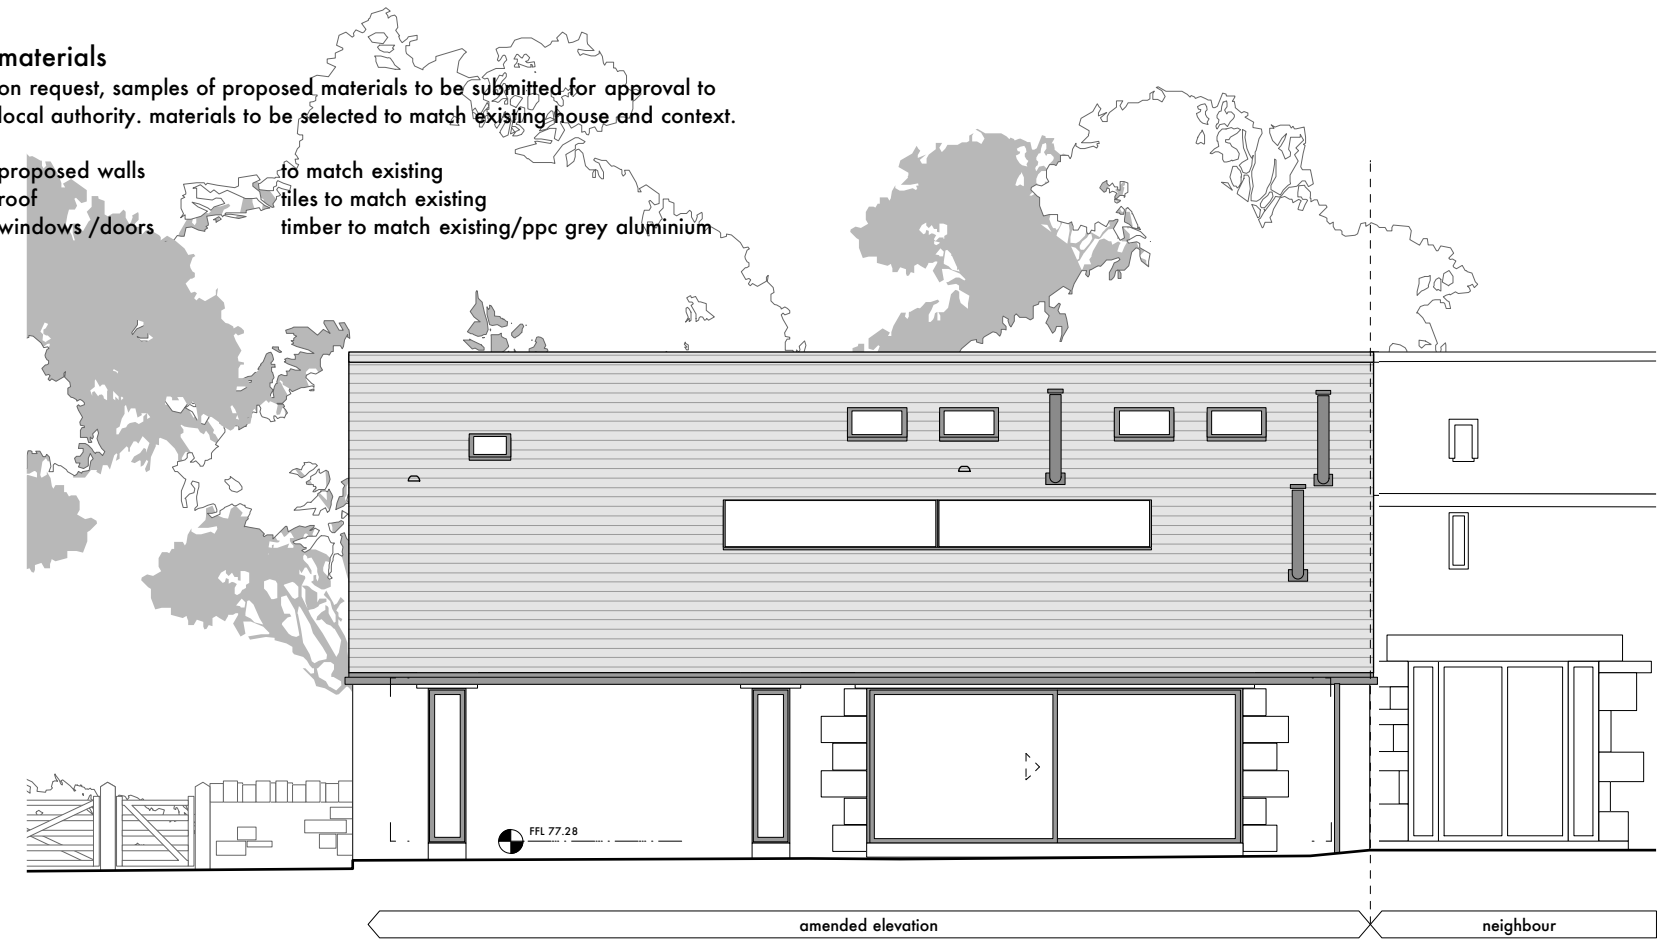 materials
on request, samples of proposed materials to be submitted for approval to
local authority. materials to be selected to match existing house and context.
proposed walls to match existing
roof tiles to match existing
windows /doors timber to match existing/ppc grey aluminium
FFL 77.28
amended elevation
neighbour